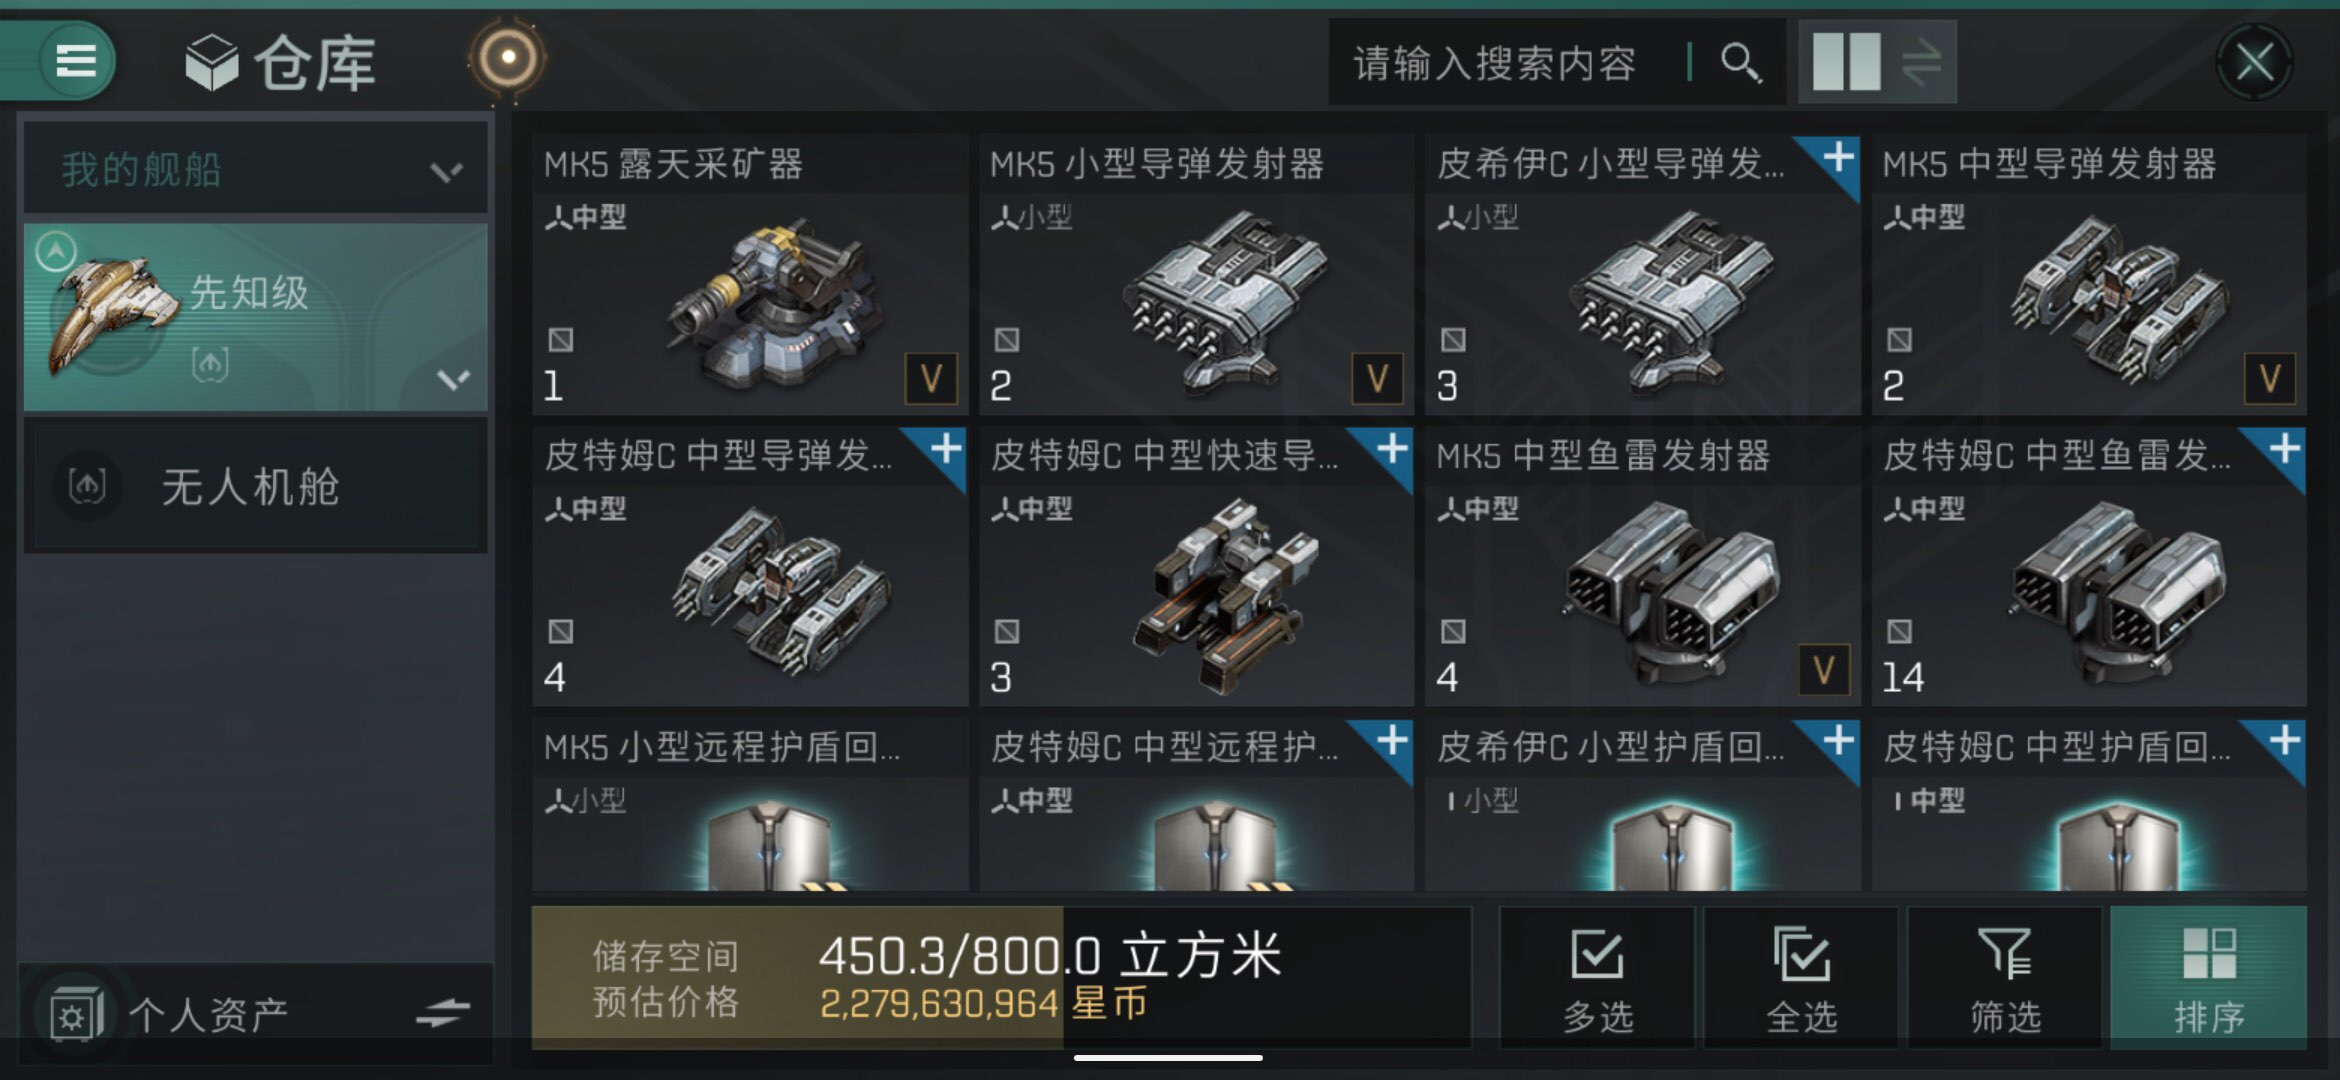 仓库
请输入搜索内容
我的舰船
先知级
无人机舱
个人资产
MK5 露天采矿器
中型
1
V
MK5 小型导弹发射器
小型
2
V
皮希伊C 小型导弹发...
小型
3
MK5 中型导弹发射器
中型
2
V
皮特姆C 中型导弹发...
中型
4
皮特姆C 中型快速导...
中型
3
MK5 中型鱼雷发射器
中型
4
V
皮特姆C 中型鱼雷发...
中型
14
MK5 小型远程护盾回...
小型
皮特姆C 中型远程护...
中型
皮希伊C 小型护盾回...
小型
皮特姆C 中型护盾回...
中型
储存空间 450.3/800.0 立方米
预估价格 2,279,630,964 星币
多选
全选
筛选
排序